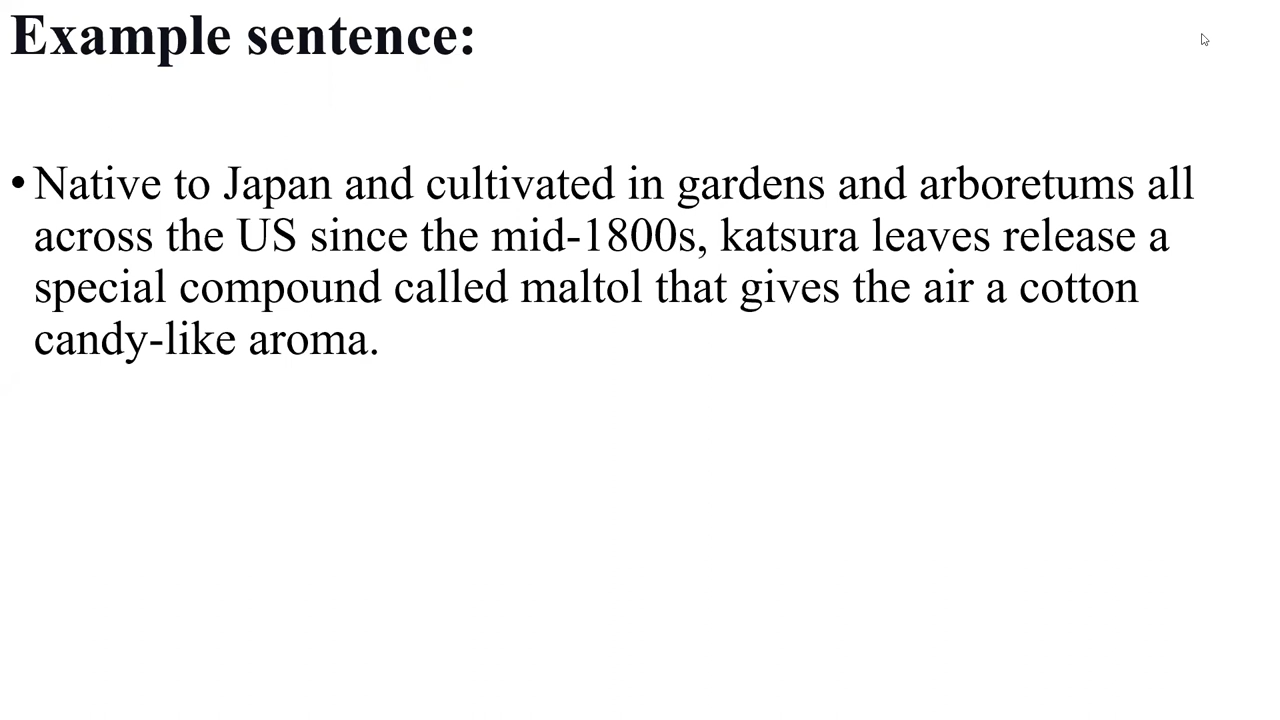 Example sentence:
• Native to Japan and cultivated in gardens and arboretums all
across the US since the mid-1800s, katsura leaves release a
special compound called maltol that gives the air a cotton
candy-like aroma.